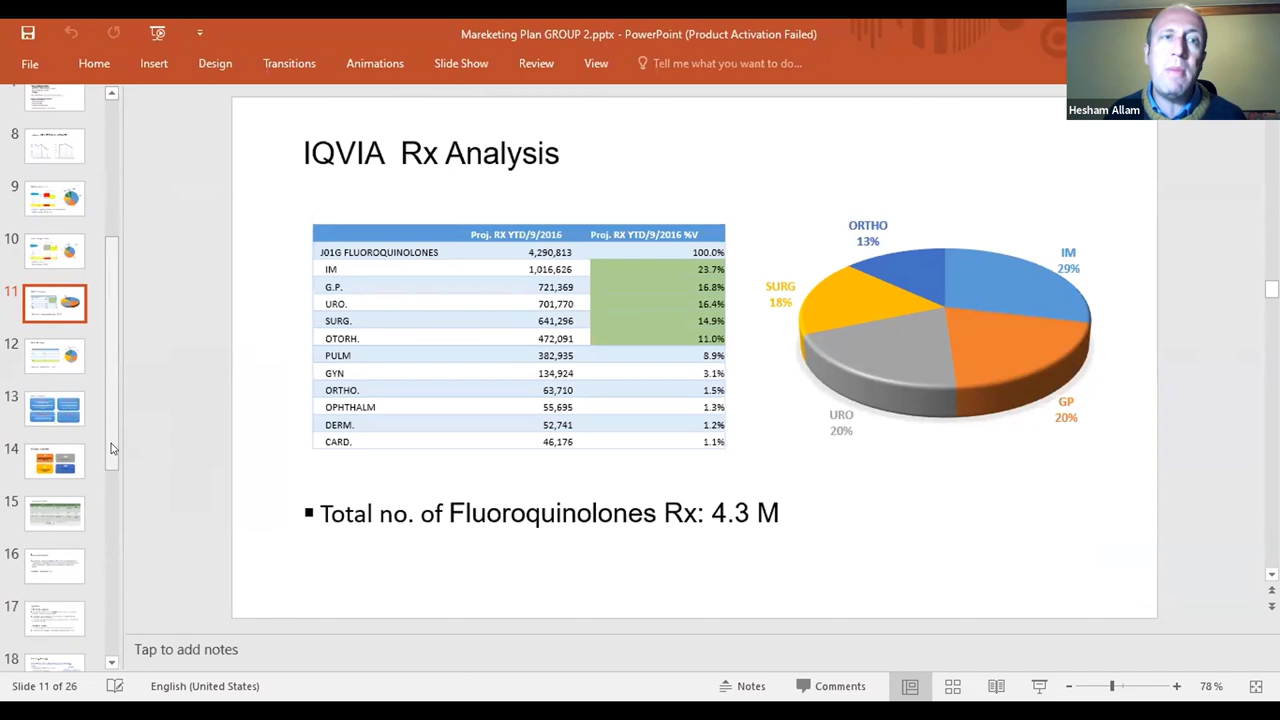 Mareketing Plan GROUP 2.pptx - PowerPoint (Product Activation Failed)
File Home Insert Design Transitions Animations Slide Show Review View Tell me what you want to do...
Hesham Allam
8
9
10
11
12
13
14
15
16
17
18
IQVIA Rx Analysis
Proj. RX YTD/9/2016 Proj. RX YTD/9/2016 %V
J01G FLUOROQUINOLONES 4,290,813 100.0%
IM 1,016,626 23.7%
G.P. 721,369 16.8%
URO. 701,770 16.4%
SURG. 641,296 14.9%
OTORH. 472,091 11.0%
PULM 382,935 8.9%
GYN 134,924 3.1%
ORTHO. 63,710 1.5%
OPHTHALM 55,695 1.3%
DERM. 52,741 1.2%
CARD. 46,176 1.1%
ORTHO
13%
IM
29%
SURG
18%
GP
20%
URO
20%
▪ Total no. of Fluoroquinolones Rx: 4.3 M
Tap to add notes
Slide 11 of 26 English (United States) Notes Comments 78 %